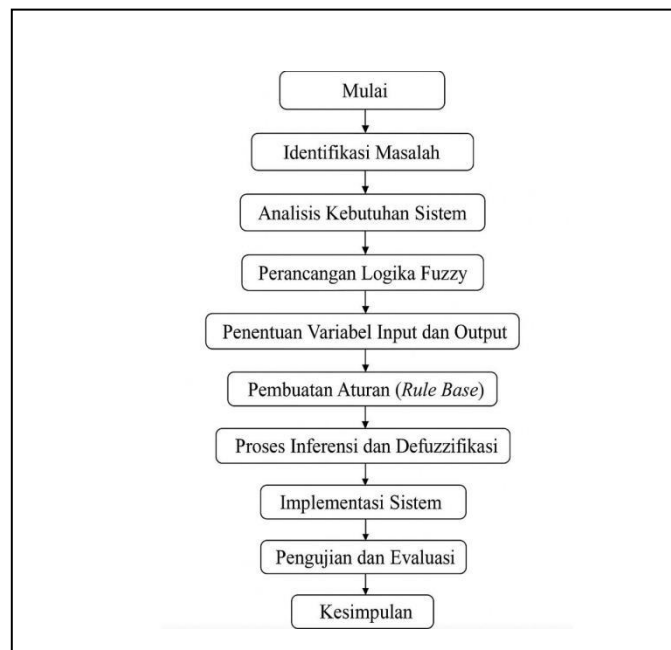 Mulai
Identifikasi Masalah
Analisis Kebutuhan Sistem
Perancangan Logika Fuzzy
Penentuan Variabel Input dan Output
Pembuatan Aturan (Rule Base)
Proses Inferensi dan Defuzzifikasi
Implementasi Sistem
Pengujian dan Evaluasi
Kesimpulan